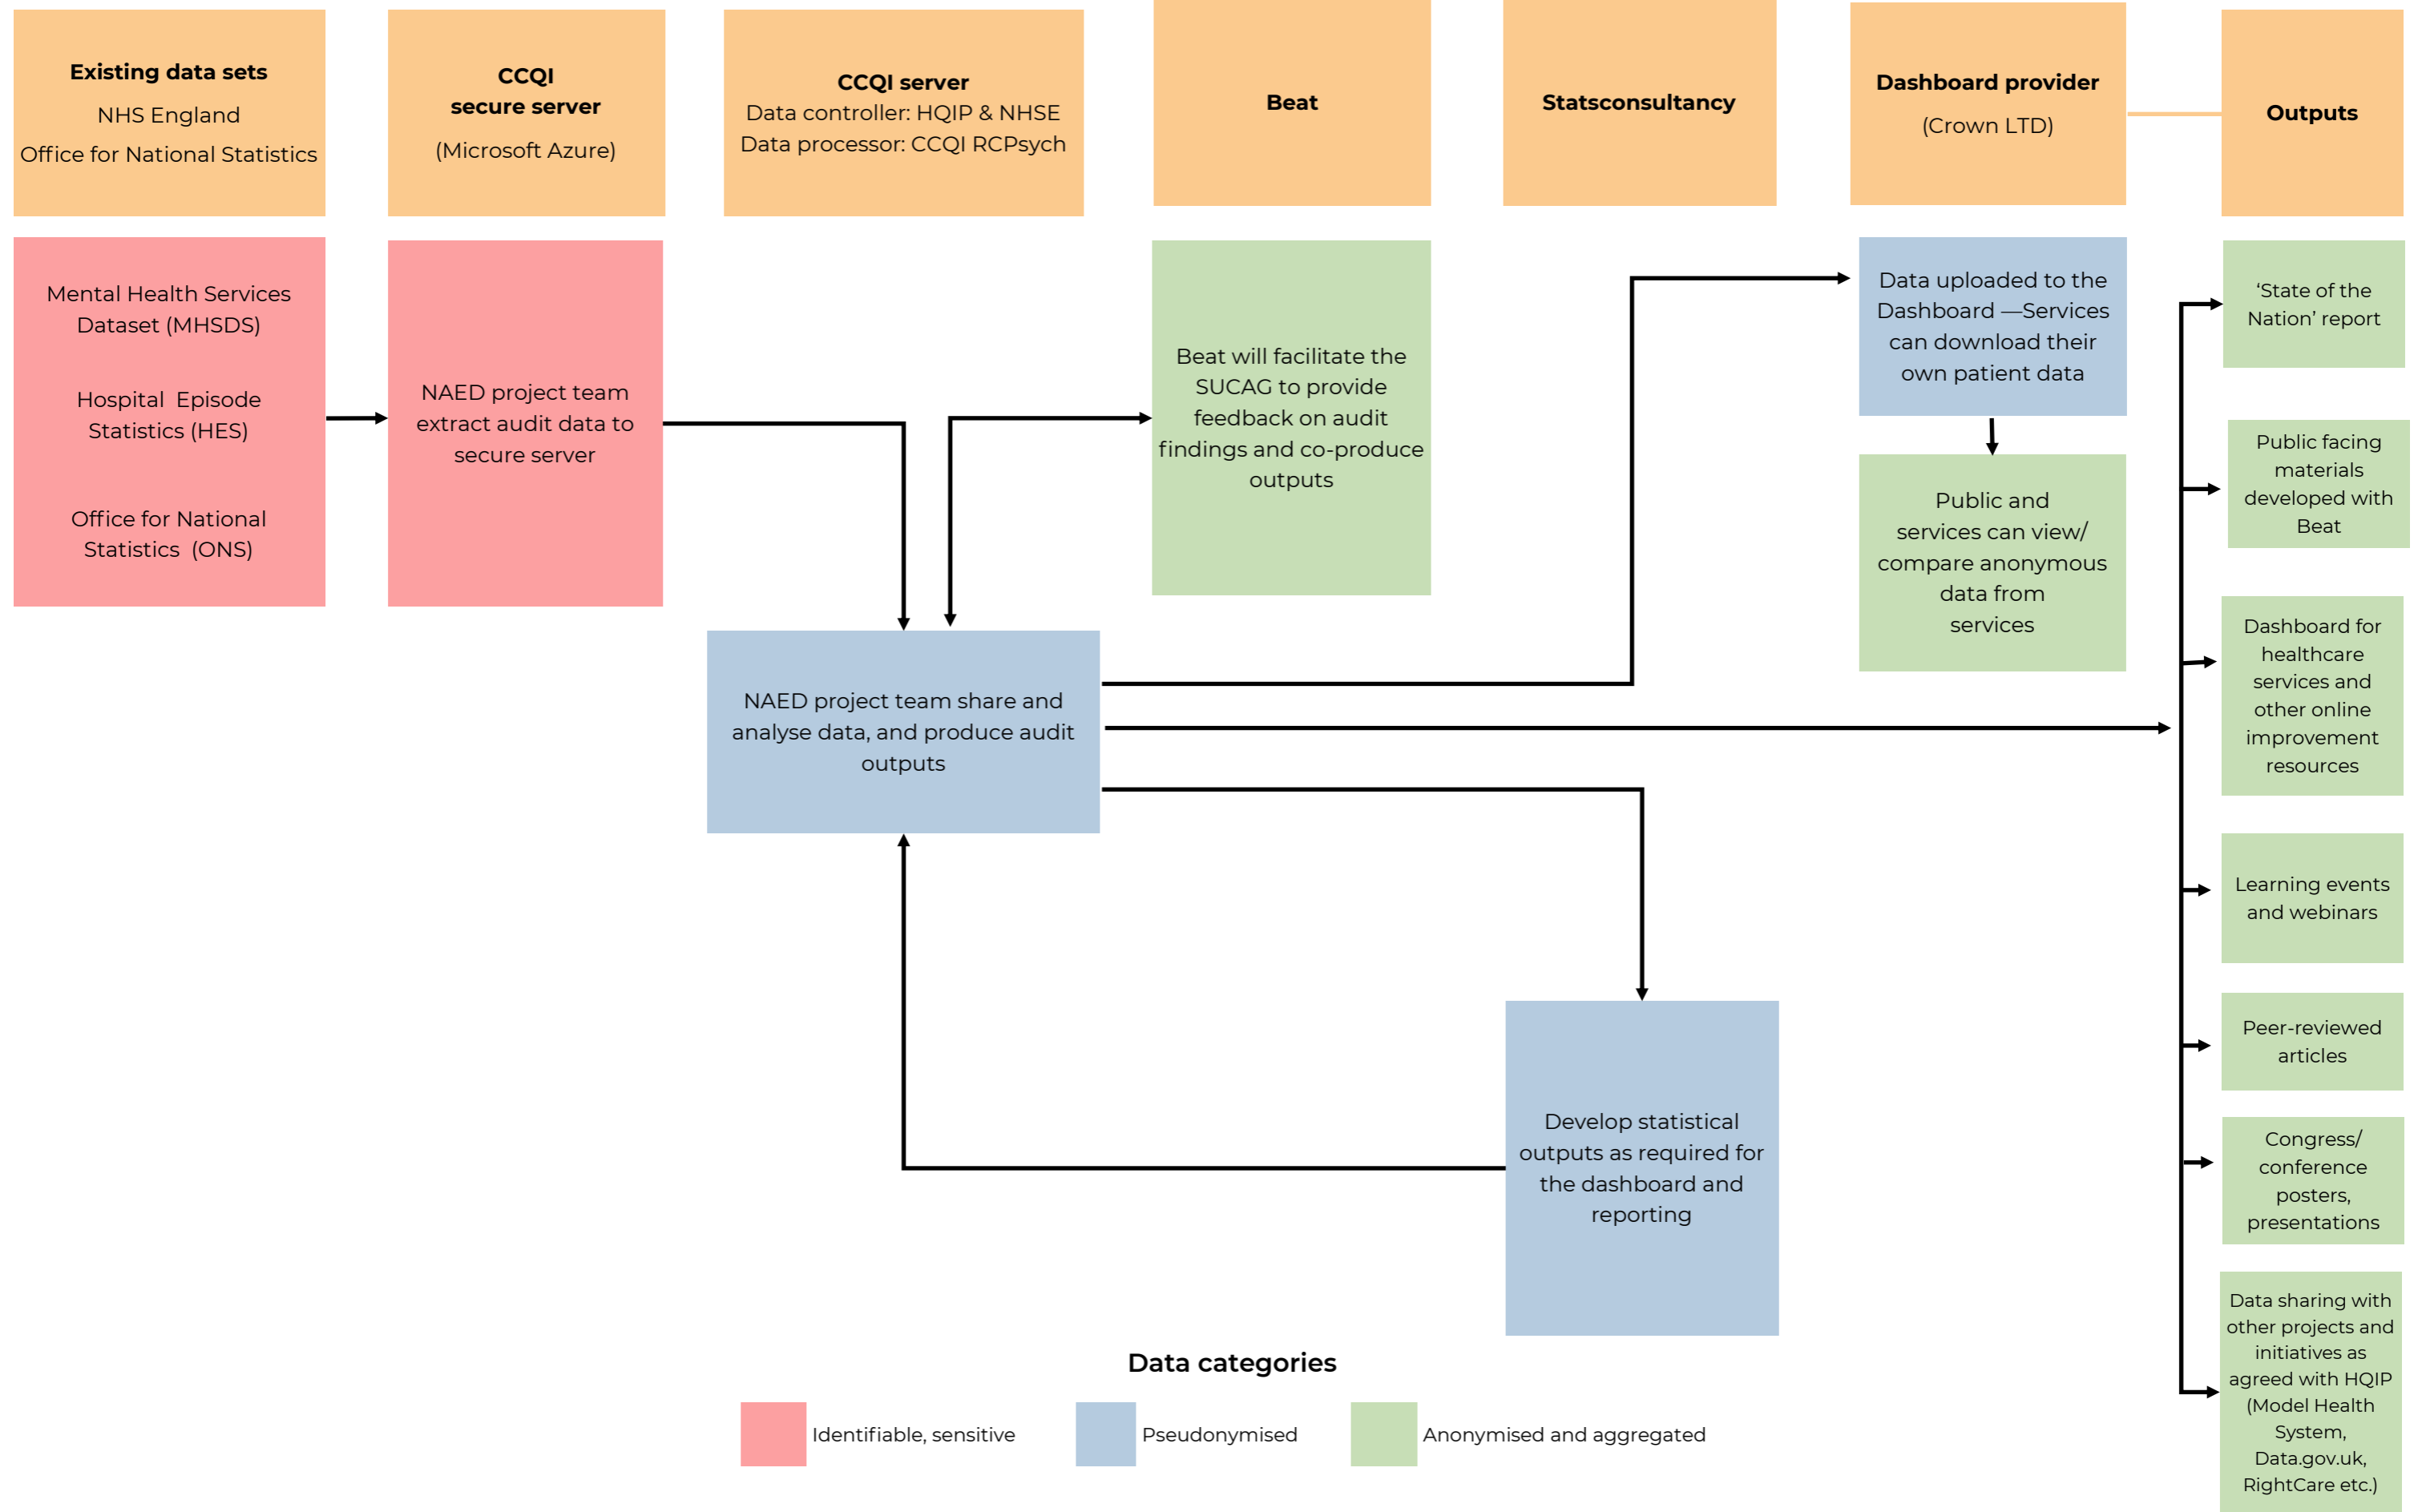 Existing data sets
NHS England
Office for National Statistics
CCQI
secure server
(Microsoft Azure)
CCQI server
Data controller: HQIP & NHSE
Data processor: CCQI RCPsych
Beat
Statsconsultancy
Dashboard provider
(Crown LTD)
Outputs
Mental Health Services
Dataset (MHSDS)
Hospital Episode
Statistics (HES)
Office for National
Statistics (ONS)
NAED project team
extract audit data to
secure server
NAED project team share and
analyse data, and produce audit
outputs
Beat will facilitate the
SUCAG to provide
feedback on audit
findings and co-produce
outputs
Develop statistical
outputs as required for
the dashboard and
reporting
Data uploaded to the
Dashboard —Services
can download their
own patient data
Public and
services can view/
compare anonymous
data from
services
‘State of the
Nation’ report
Public facing
materials
developed with
Beat
Dashboard for
healthcare
services and
other online
improvement
resources
Learning events
and webinars
Peer-reviewed
articles
Congress/
conference
posters,
presentations
Data sharing with
other projects and
initiatives as
agreed with HQIP
(Model Health
System,
Data.gov.uk,
RightCare etc.)
Data categories
Identifiable, sensitive
Pseudonymised
Anonymised and aggregated